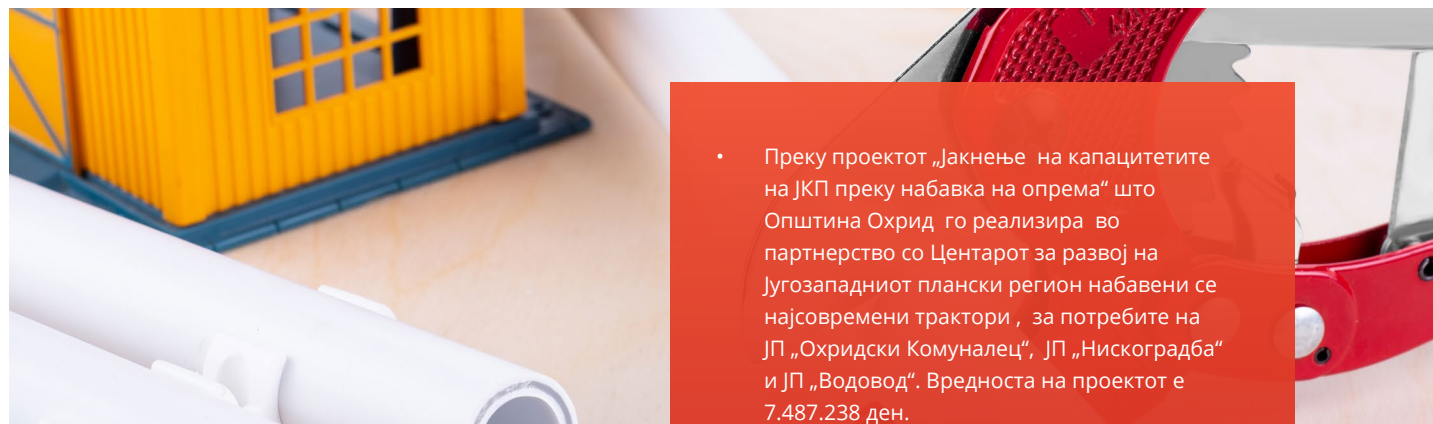 • Преку проектот „Јакнење  на капацитетите
на ЈКП преку набавка на опрема“ што
Општина Охрид  го реализира  во
партнерство со Центарот за развој на
Југозападниот плански регион набавени се
најсовремени трактори ,  за потребите на
ЈП „Охридски Комуналец“,  ЈП „Нискоградба“
и ЈП „Водовод“. Вредноста на проектот е
7.487.238 ден.